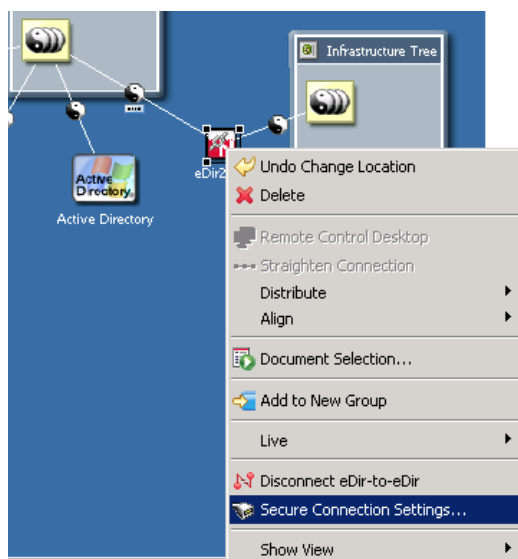 Infrastructure Tree
Active
Directory
Active Directory
eDir2
Undo Change Location
Delete
Remote Control Desktop
Straighten Connection
Distribute
Align
Document Selection...
Add to New Group
Live
Disconnect eDir-to-eDir
Secure Connection Settings...
Show View